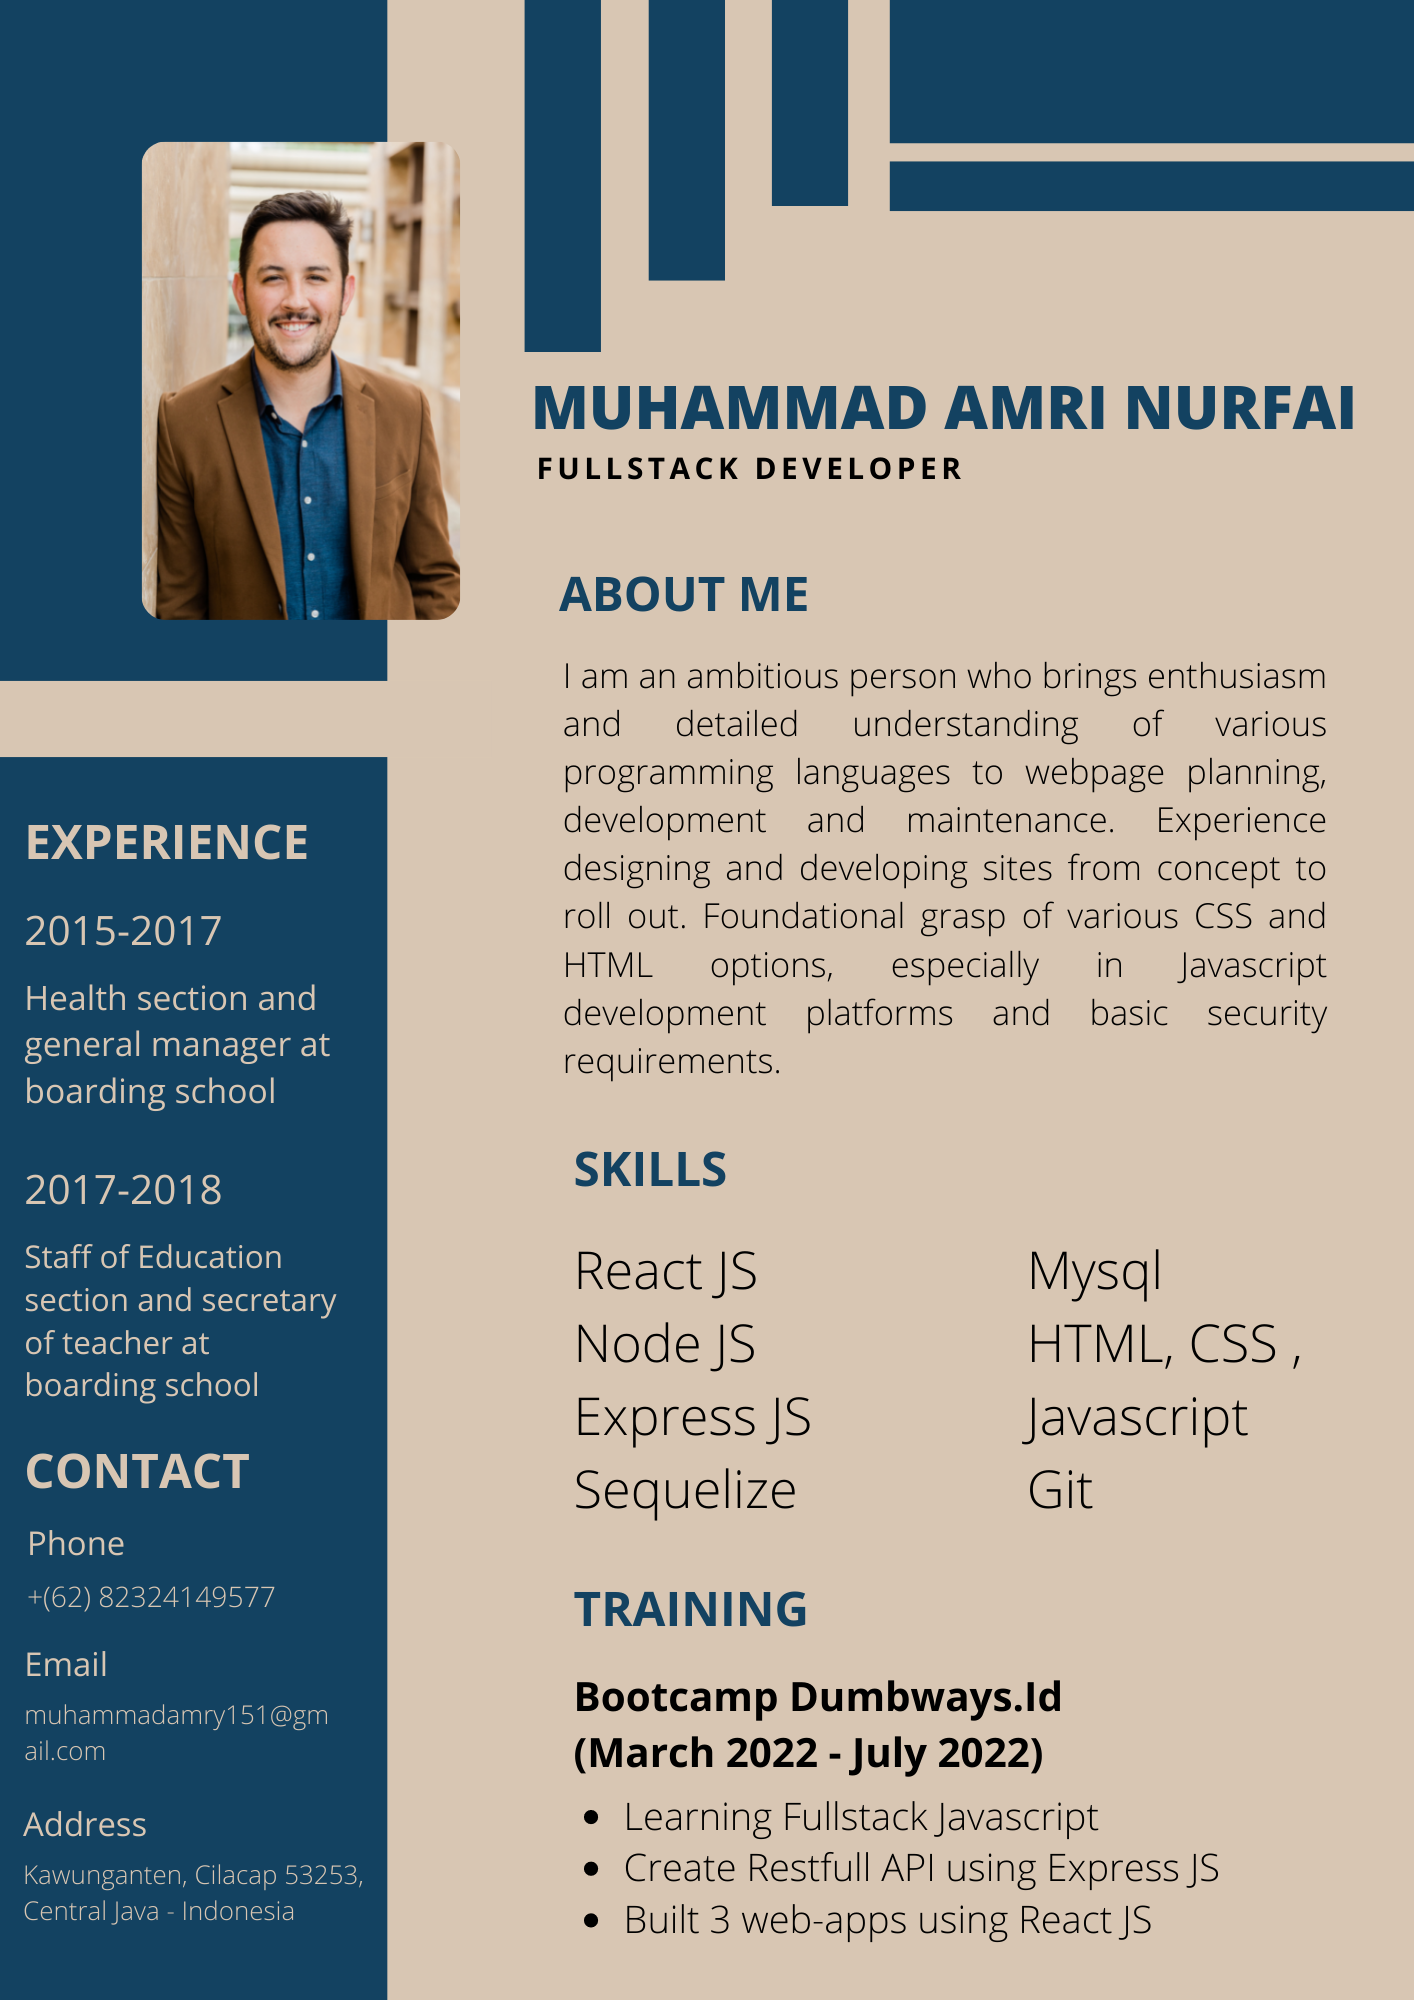 MUHAMMAD AMRI NURFAI
FULLSTACK DEVELOPER
ABOUT ME
I am an ambitious person who brings enthusiasm
and detailed understanding of various
programming languages to webpage planning,
development and maintenance. Experience
designing and developing sites from concept to
roll out. Foundational grasp of various CSS and
HTML options, especially in Javascript
development platforms and basic security
requirements.
SKILLS
React JS
Node JS
Express JS
Sequelize
Mysql
HTML, CSS ,
Javascript
Git
TRAINING
Bootcamp Dumbways.Id
(March 2022 - July 2022)
• Learning Fullstack Javascript
• Create Restfull API using Express JS
• Built 3 web-apps using React JS
EXPERIENCE
2015-2017
Health section and
general manager at
boarding school
2017-2018
Staff of Education
section and secretary
of teacher at
boarding school
CONTACT
Phone
+(62) 82324149577
Email
muhammadamry151@gm
ail.com
Address
Kawunganten, Cilacap 53253,
Central Java - Indonesia